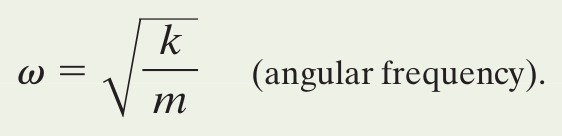 ω = √(k/m) (angular frequency).